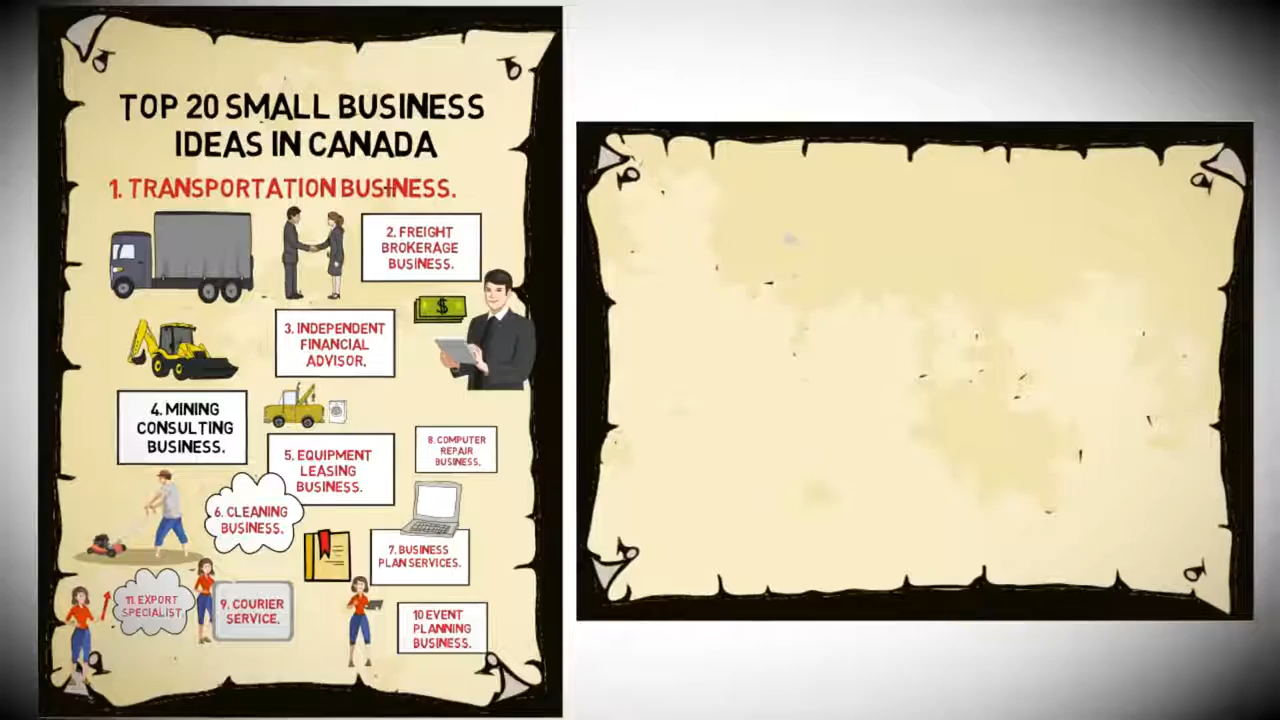 TOP 20 SMALL BUSINESS
IDEAS IN CANADA
1. TRANSPORTATION BUSINESS.
2. FREIGHT
BROKERAGE
BUSINESS.
$
3. INDEPENDENT
FINANCIAL
ADVISOR.
4. MINING
CONSULTING
BUSINESS.
5. EQUIPMENT
LEASING
BUSINESS.
8. COMPUTER
REPAIR
BUSINESS.
6. CLEANING
BUSINESS.
7. BUSINESS
PLAN SERVICES.
11. EXPORT
SPECIALIST.
9. COURIER
SERVICE.
10 EVENT
PLANNING
BUSINESS.